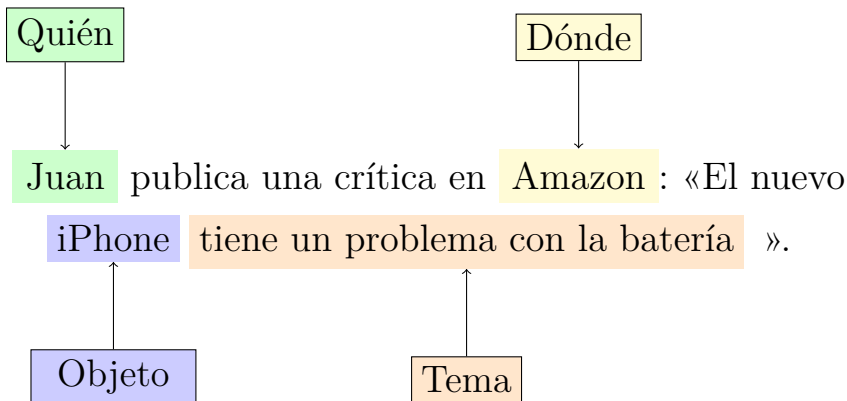 Quién Dónde
Juan publica una crítica en Amazon : «El nuevo
iPhone tiene un problema con la batería ».
Objeto Tema